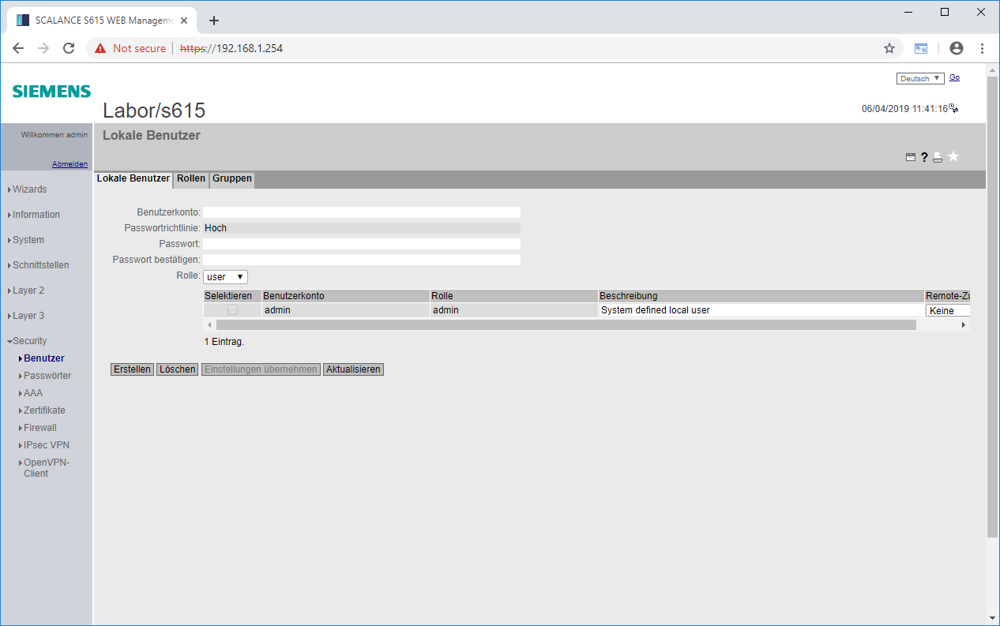 SCALANCE S615 WEB Manageme
Not secure
https://192.168.1.254
Deutsch
Go
SIEMENS
Labor/s615
06/04/2019 11:41:16
Willkommen admin
Abmelden
Lokale Benutzer
?
Lokale Benutzer Rollen Gruppen
Wizards
Information
System
Schnittstellen
Layer 2
Layer 3
Security
Benutzer
Passwörter
AAA
Zertifikate
Firewall
IPsec VPN
OpenVPN-
Client
Benutzerkonto:
Passwortrichtlinie: Hoch
Passwort:
Passwort bestätigen:
Rolle: user
Selektieren Benutzerkonto Rolle Beschreibung Remote-Zu
admin admin System defined local user Keine
1 Eintrag.
Erstellen Löschen Einstellungen übernehmen Aktualisieren